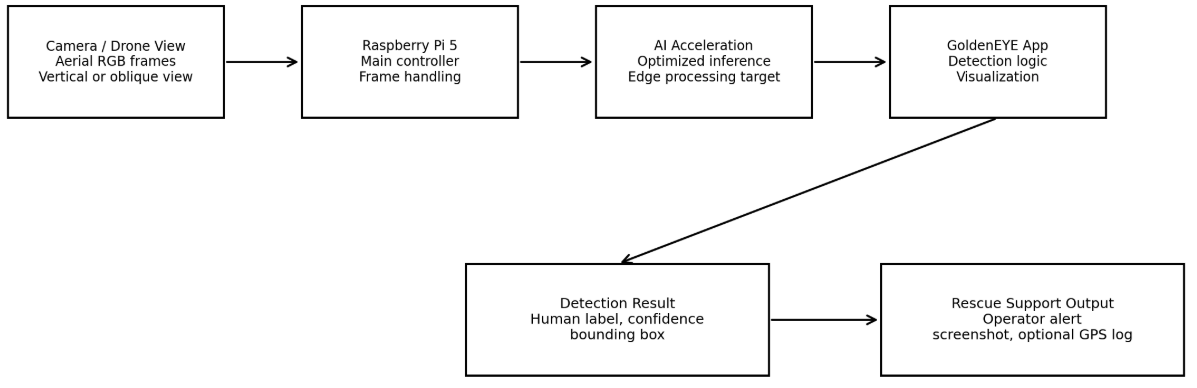 Camera / Drone View
Aerial RGB frames
Vertical or oblique view
Raspberry Pi 5
Main controller
Frame handling
AI Acceleration
Optimized inference
Edge processing target
GoldenEYE App
Detection logic
Visualization
Detection Result
Human label, confidence
bounding box
Rescue Support Output
Operator alert
screenshot, optional GPS log